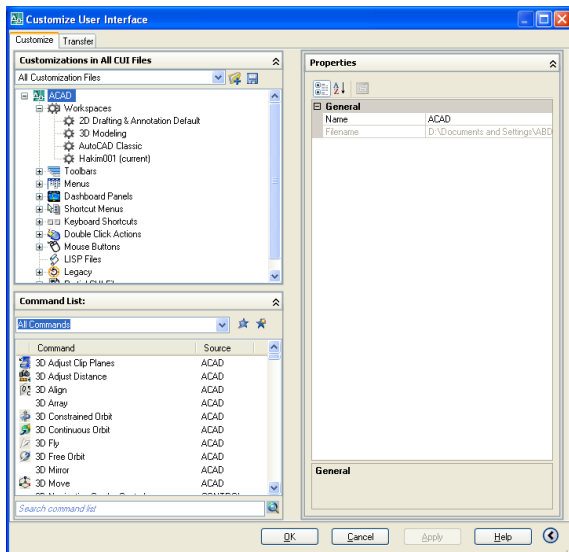 Customize User Interface
Customize Transfer
Customizations in All CUI Files
All Customization Files
ACAD
Workspaces
2D Drafting & Annotation Default
3D Modeling
AutoCAD Classic
Hakim001 (current)
Toolbars
Menus
Dashboard Panels
Shortcut Menus
Keyboard Shortcuts
Double Click Actions
Mouse Buttons
LISP Files
Legacy
Command List:
All Commands
Command Source
3D Adjust Clip Planes ACAD
3D Adjust Distance ACAD
3D Align ACAD
3D Array ACAD
3D Constrained Orbit ACAD
3D Continuous Orbit ACAD
3D Fly ACAD
3D Free Orbit ACAD
3D Mirror ACAD
3D Move ACAD
Search command list
Properties
General
Name ACAD
Filename D:\Documents and Settings\ABD
General
OK Cancel Apply Help